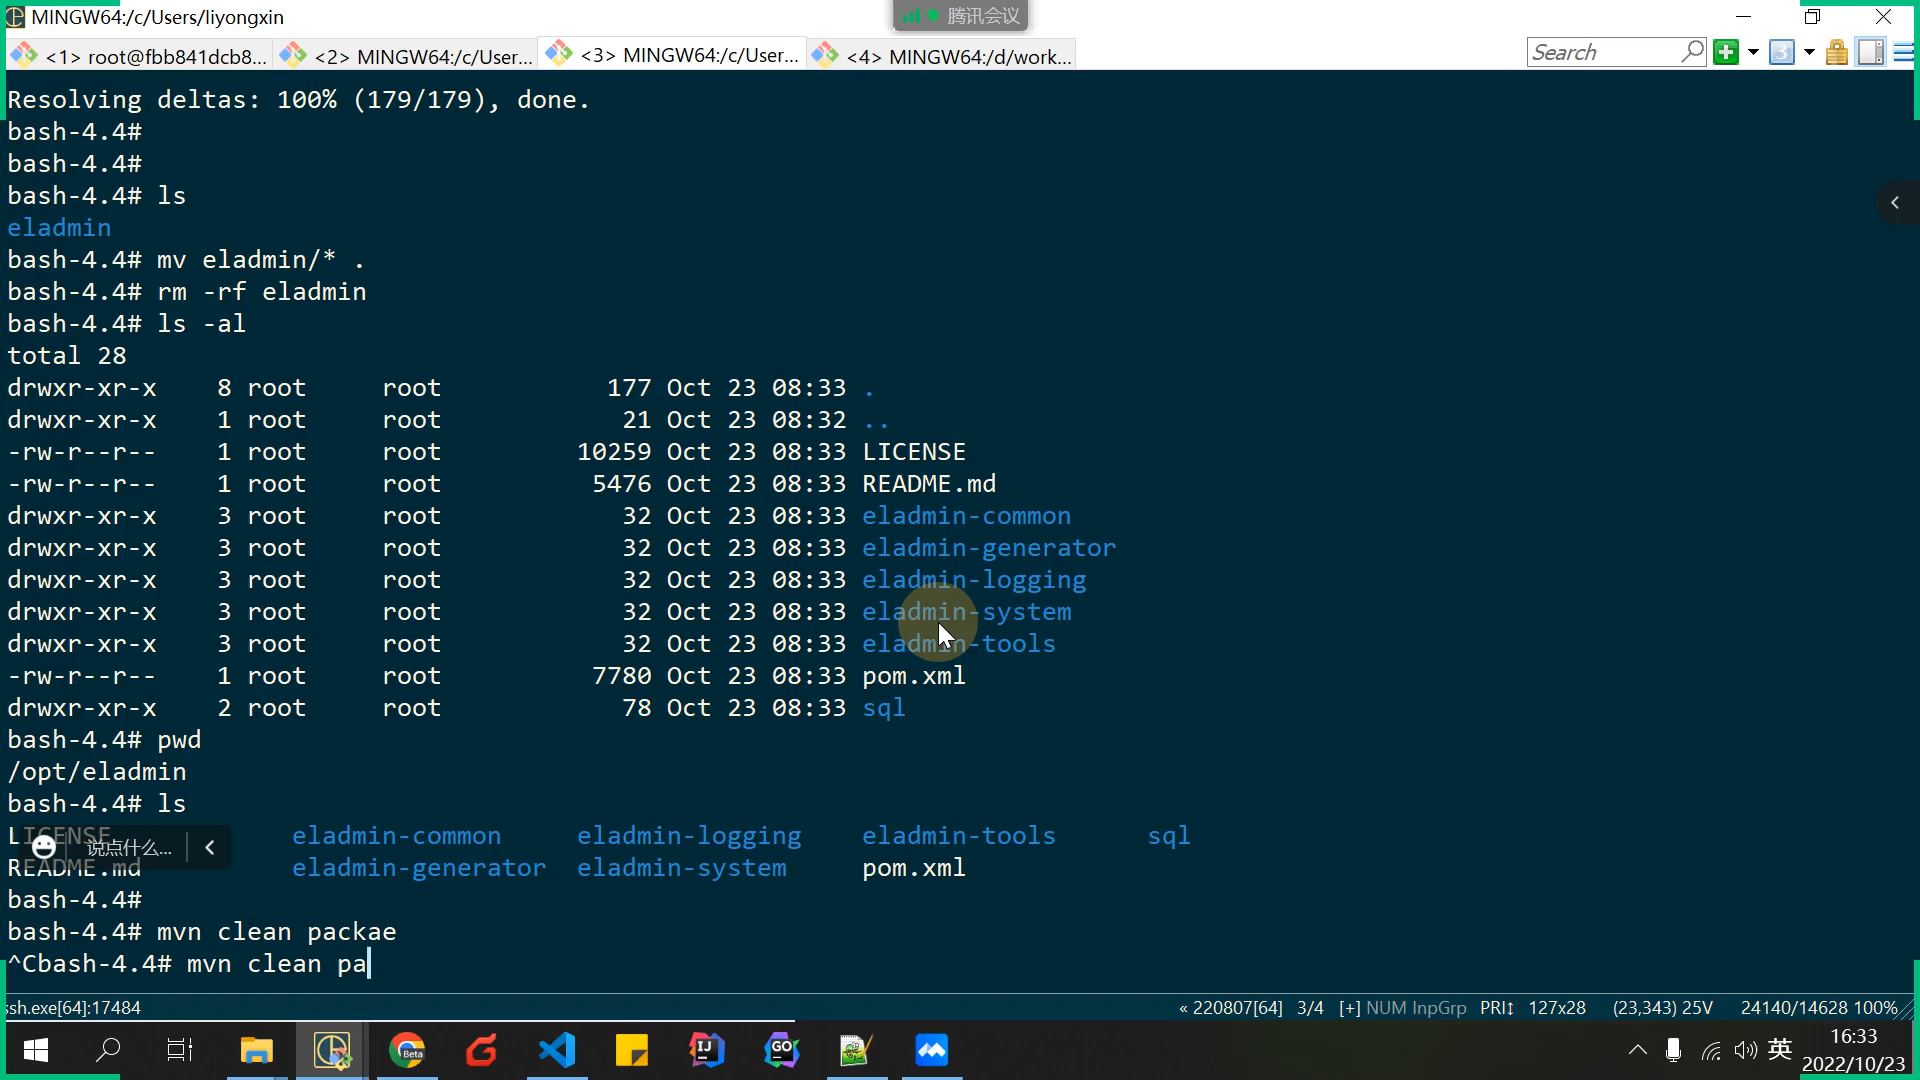 MINGW64:/c/Users/liyongxin
腾讯会议
<1> root@fbb841dcb8... <2> MINGW64:/c/User... <3> MINGW64:/c/User... <4> MINGW64:/d/work...
Search
Resolving deltas: 100% (179/179), done.
bash-4.4#
bash-4.4#
bash-4.4# ls
eladmin
bash-4.4# mv eladmin/* .
bash-4.4# rm -rf eladmin
bash-4.4# ls -al
total 28
drwxr-xr-x 8 root root 177 Oct 23 08:33 .
drwxr-xr-x 1 root root 21 Oct 23 08:32 ..
-rw-r--r-- 1 root root 10259 Oct 23 08:33 LICENSE
-rw-r--r-- 1 root root 5476 Oct 23 08:33 README.md
drwxr-xr-x 3 root root 32 Oct 23 08:33 eladmin-common
drwxr-xr-x 3 root root 32 Oct 23 08:33 eladmin-generator
drwxr-xr-x 3 root root 32 Oct 23 08:33 eladmin-logging
drwxr-xr-x 3 root root 32 Oct 23 08:33 eladmin-system
drwxr-xr-x 3 root root 32 Oct 23 08:33 eladmin-tools
-rw-r--r-- 1 root root 7780 Oct 23 08:33 pom.xml
drwxr-xr-x 2 root root 78 Oct 23 08:33 sql
bash-4.4# pwd
/opt/eladmin
bash-4.4# ls
LICENSE eladmin-common eladmin-logging eladmin-tools sql
说点什么...
README.md eladmin-generator eladmin-system pom.xml
bash-4.4#
bash-4.4# mvn clean packae
^Cbash-4.4# mvn clean pa
ssh.exe[64]:17484 « 220807[64] 3/4 [+] NUM InpGrp PRI↕ 127x28 (23,343) 25V 24140/14628 100%
Beta
IJ
GO
英
16:33
2022/10/23